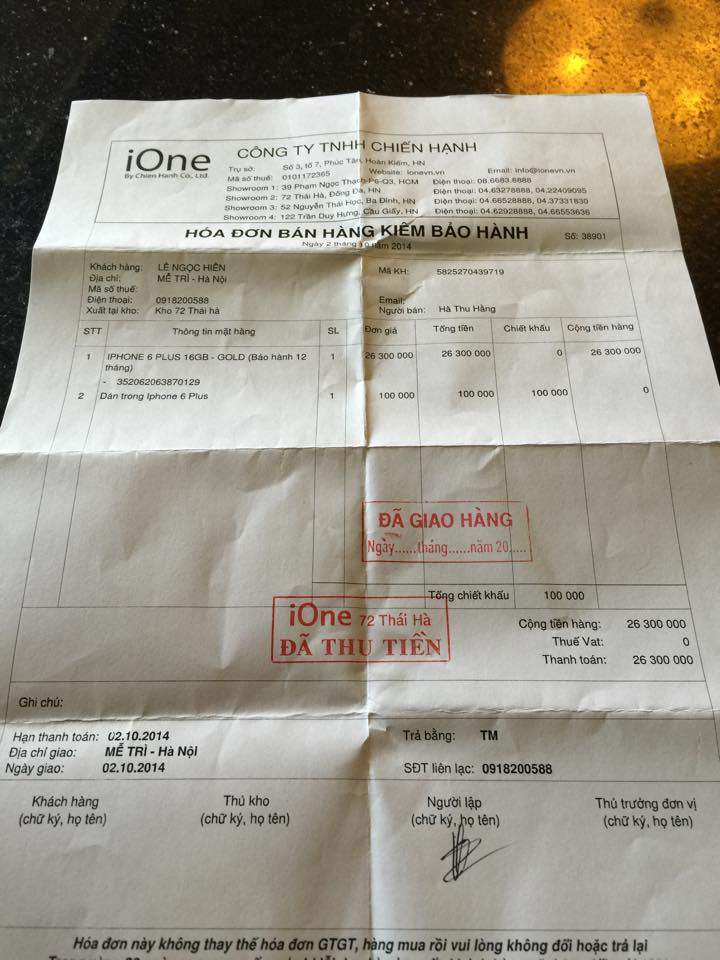 iOne
By Chien Hanh Co., Ltd.
CÔNG TY TNHH CHIẾN HẠNH
Trụ sở: Số 3, tổ 7, Phúc Tân, Hoàn Kiếm, HN
Mã số thuế: 0101172365 Website: ionevn.vn Email: info@ionevn.vn
Showroom 1: 39 Phạm Ngọc Thạch-P6-Q3, HCM Điện thoại: 08.6683.8888
Showroom 2: 72 Thái Hà, Đống Đa, HN Điện thoại: 04.63278888, 04.22409095
Showroom 3: 52 Nguyễn Thái Học, Ba Đình, HN Điện thoại: 04.66528888, 04.37331830
Showroom 4: 122 Trần Duy Hưng, Cầu Giấy, HN Điện thoại: 04.62928888, 04.66553636
HÓA ĐƠN BÁN HÀNG KIÊM BẢO HÀNH Số: 38901
Ngày 2 tháng 10 năm 2014
Khách hàng: LÊ NGỌC HIÊN Mã KH: 5825270439719
Địa chỉ: MỄ TRÌ - Hà Nội
Mã số thuế:
Điện thoại: 0918200588 Email:
Xuất tại kho: Kho 72 Thái hà Người bán: Hà Thu Hằng
STT Thông tin mặt hàng SL Đơn giá Tổng tiền Chiết khấu Cộng tiền hàng
1 IPHONE 6 PLUS 16GB - GOLD (Bảo hành 12 1 26 300 000 26 300 000 0 26 300 000
tháng)
- 352062063870129
2 Dán trong Iphone 6 Plus 1 100 000 100 000 100 000 0
ĐÃ GIAO HÀNG
Ngày......tháng......năm 20.....
Tổng chiết khấu 100 000
iOne 72 Thái Hà
ĐÃ THU TIỀN
Cộng tiền hàng: 26 300 000
Thuế Vat: 0
Thanh toán: 26 300 000
Ghi chú:
Hạn thanh toán: 02.10.2014 Trả bằng: TM
Địa chỉ giao: MỄ TRÌ - Hà Nội
Ngày giao: 02.10.2014 SĐT liên lạc: 0918200588
Khách hàng Thủ kho Người lập Thủ trưởng đơn vị
(chữ ký, họ tên) (chữ ký, họ tên) (chữ ký, họ tên) (chữ ký, họ tên)
Hóa đơn này không thay thế hóa đơn GTGT, hàng mua rồi vui lòng không đổi hoặc trả lại